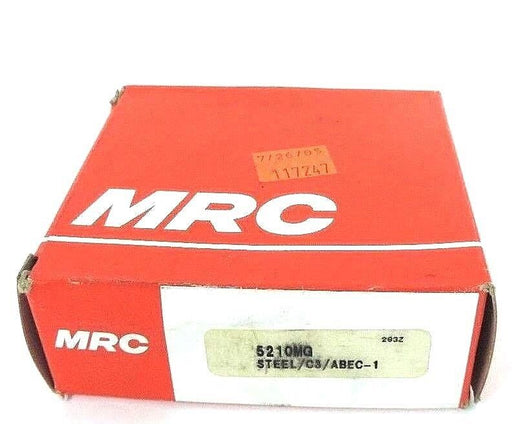 7/26/05
117247
MRC
MRC
5210MG
203Z
STEEL/C3/ABEC-1